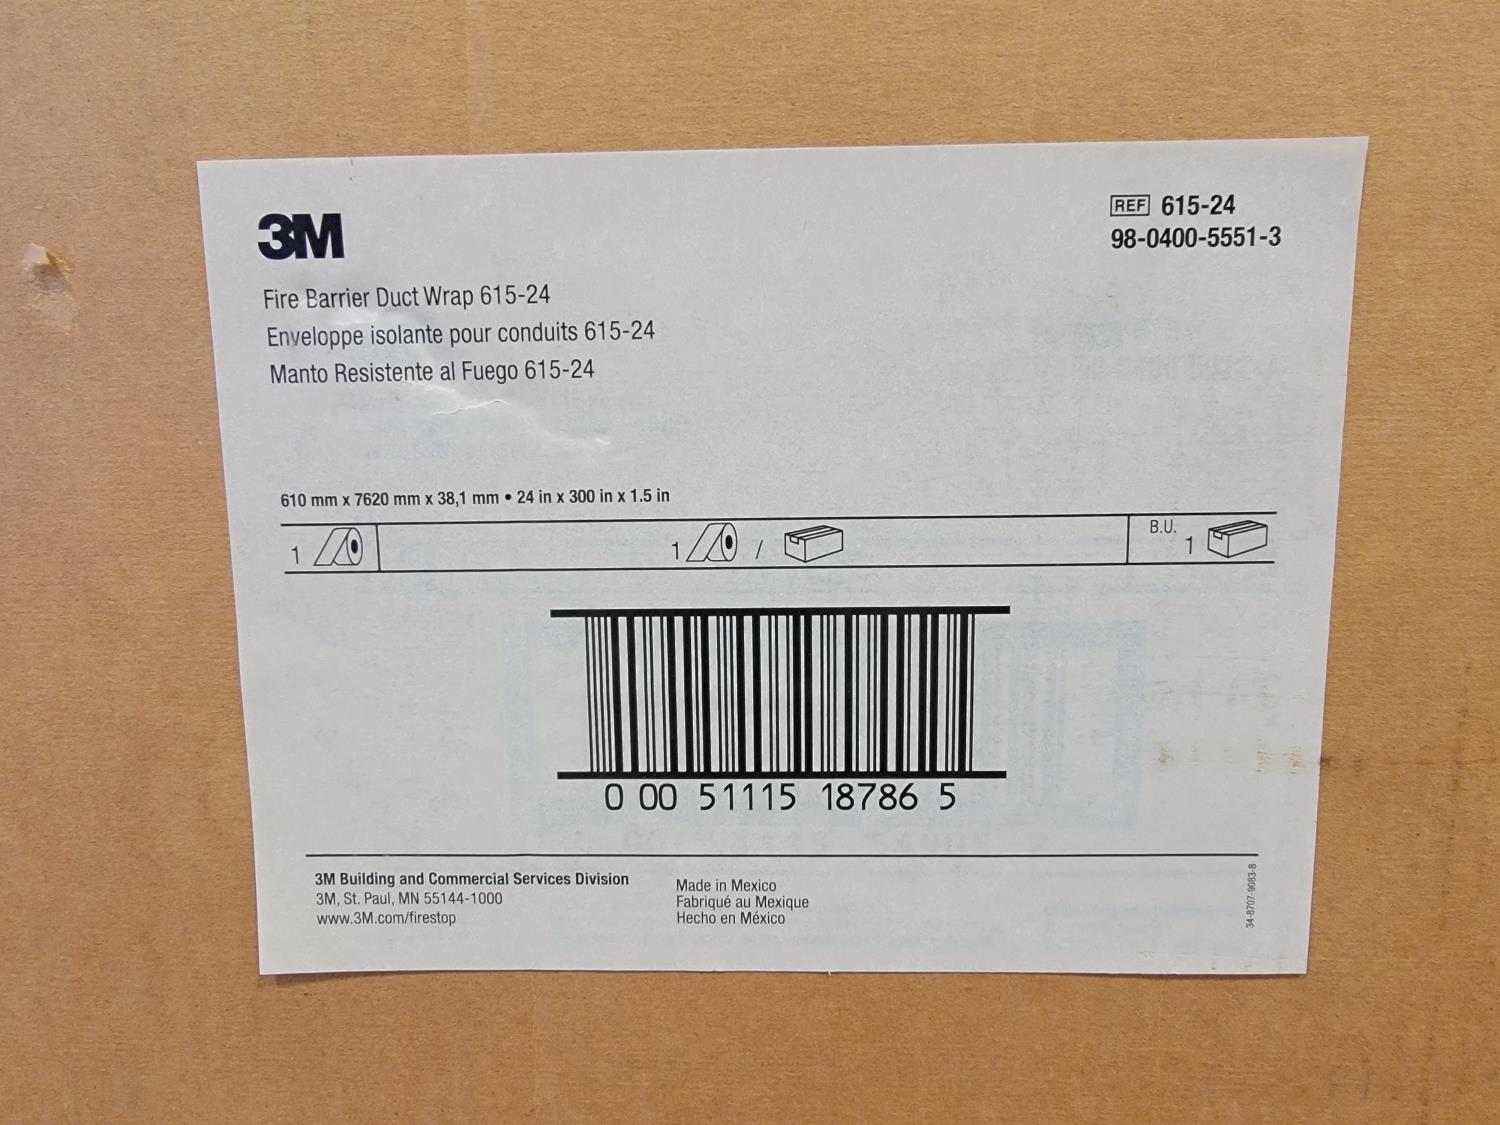 3M
REF 615-24
98-0400-5551-3
Fire Barrier Duct Wrap 615-24
Enveloppe isolante pour conduits 615-24
Manto Resistente al Fuego 615-24
610 mm x 7620 mm x 38,1 mm • 24 in x 300 in x 1.5 in
1
1 /
B.U. 1
0 00 51115 18786 5
3M Building and Commercial Services Division
3M, St. Paul, MN 55144-1000
www.3M.com/firestop
Made in Mexico
Fabriqué au Mexique
Hecho en México
34-8707-9083-8